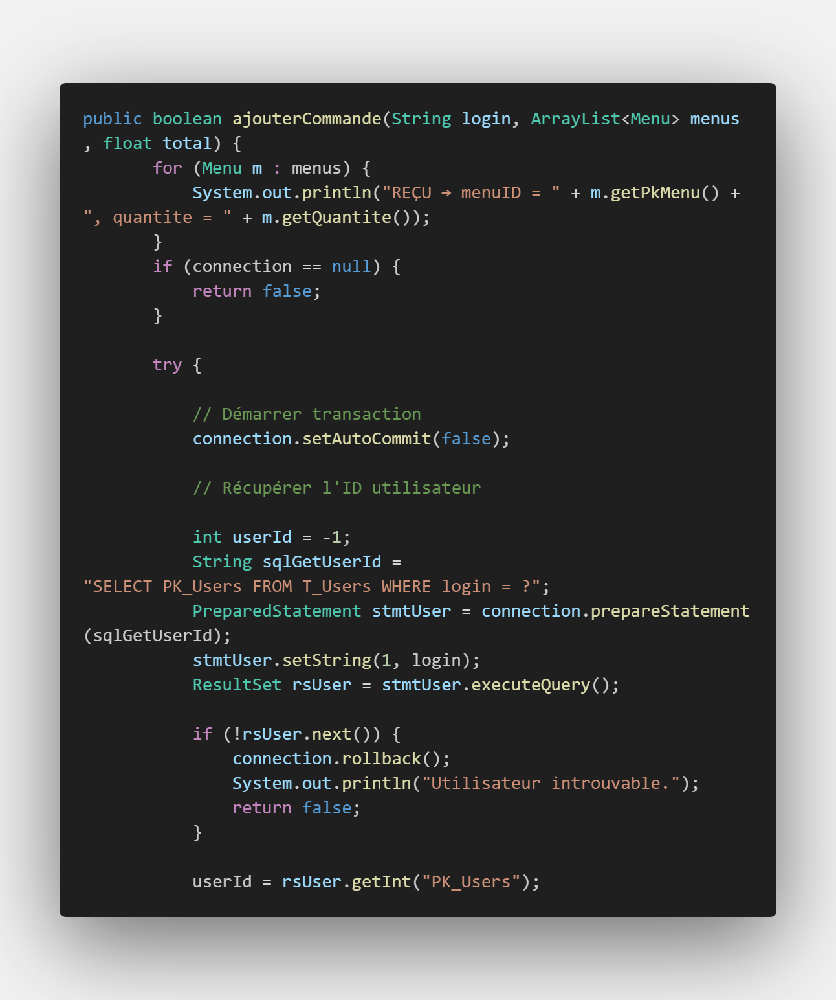 public boolean ajouterCommande(String login, ArrayList<Menu> menus
, float total) {
for (Menu m : menus) {
System.out.println("REÇU → menuID = " + m.getPkMenu() +
", quantite = " + m.getQuantite());
}
if (connection == null) {
return false;
}
try {
// Démarrer transaction
connection.setAutoCommit(false);
// Récupérer l'ID utilisateur
int userId = -1;
String sqlGetUserId =
"SELECT PK_Users FROM T_Users WHERE login = ?";
PreparedStatement stmtUser = connection.prepareStatement
(sqlGetUserId);
stmtUser.setString(1, login);
ResultSet rsUser = stmtUser.executeQuery();
if (!rsUser.next()) {
connection.rollback();
System.out.println("Utilisateur introuvable.");
return false;
}
userId = rsUser.getInt("PK_Users");